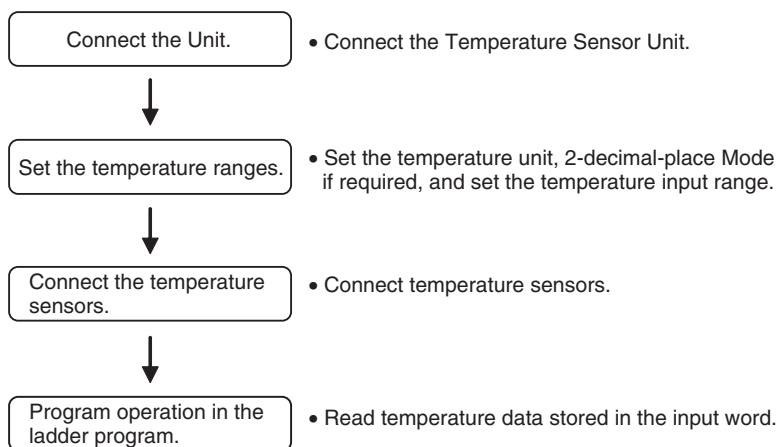 Connect the Unit.
• Connect the Temperature Sensor Unit.
Set the temperature ranges.
• Set the temperature unit, 2-decimal-place Mode
if required, and set the temperature input range.
Connect the temperature
sensors.
• Connect temperature sensors.
Program operation in the
ladder program.
• Read temperature data stored in the input word.